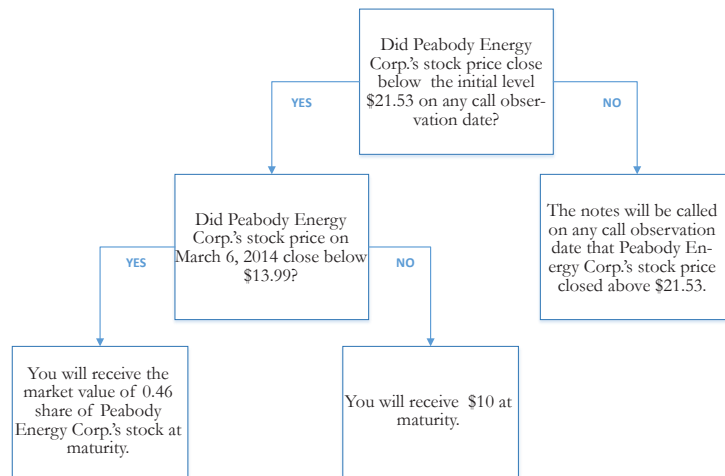 Did Peabody Energy
Corp.'s stock price close
below the initial level
$21.53 on any call obser-
vation date?
YES
NO
Did Peabody Energy
Corp.'s stock price on
March 6, 2014 close below
$13.99?
The notes will be called
on any call observation
date that Peabody En-
ergy Corp.'s stock price
closed above $21.53.
YES
NO
You will receive the
market value of 0.46
share of Peabody
Energy Corp.'s stock at
maturity.
You will receive $10 at
maturity.